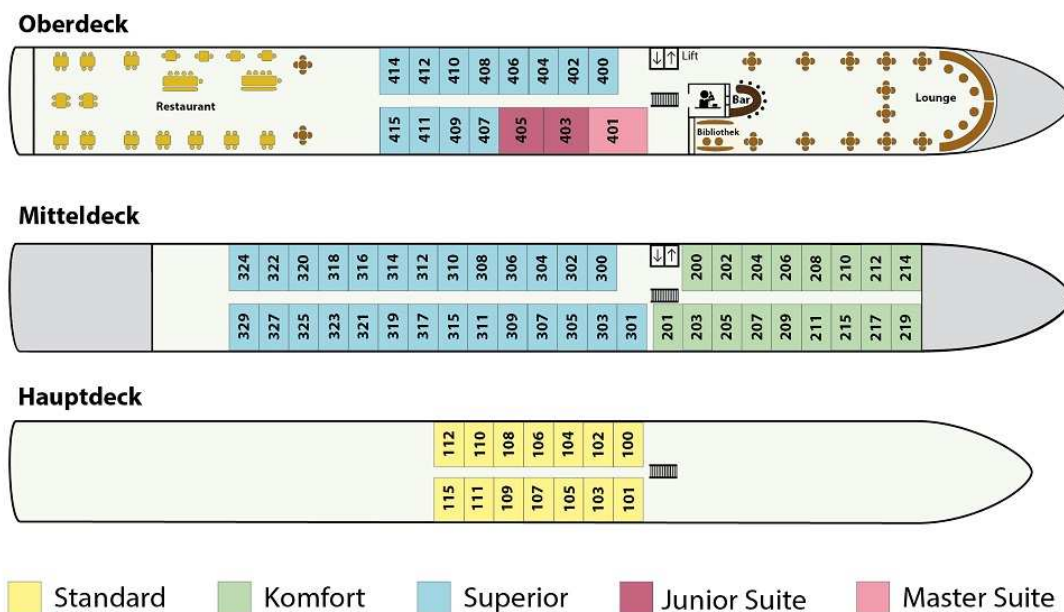 Oberdeck
414 412 410 408 406 404 402 400
Lift
Restaurant
Bar
Lounge
415 411 409 407 405 403 401
Bibliothek
Mitteldeck
324 322 320 318 316 314 312 310 308 306 304 302 300
200 202 204 206 208 210 212 214
329 327 325 323 321 319 317 315 311 309 307 305 303 301
201 203 205 207 209 211 215 217 219
Hauptdeck
112 110 108 106 104 102 100
115 111 109 107 105 103 101
Standard
Komfort
Superior
Junior Suite
Master Suite